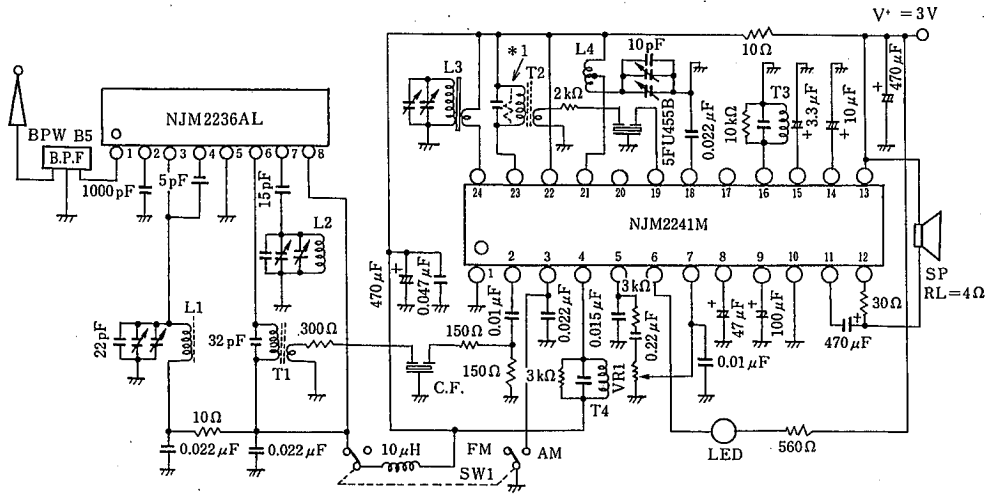 V⁺ = 3V
10Ω
470μF
L3
*1
T2
L4
10pF
2kΩ
5FU455B
0.022μF
10kΩ
T3
3.3μF
10μF
NJM2236AL
BPW B5
B.P.F
1 2 3 4 5 6 7 8
1000pF
5pF
15pF
L2
24 23 22 21 20 19 18 17 16 15 14 13
NJM2241M
1 2 3 4 5 6 7 8 9 10 11 12
SP
RL=4Ω
470μF
0.047μF
0.01μF
0.022μF
0.015μF
3kΩ
0.22μF
47μF
100μF
30Ω
470μF
L1
22pF
32pF
T1
300Ω
C.F.
150Ω
150Ω
3kΩ
T4
VR1
0.01μF
10Ω
0.022μF
0.022μF
10μH
SW1
FM
AM
LED
560Ω